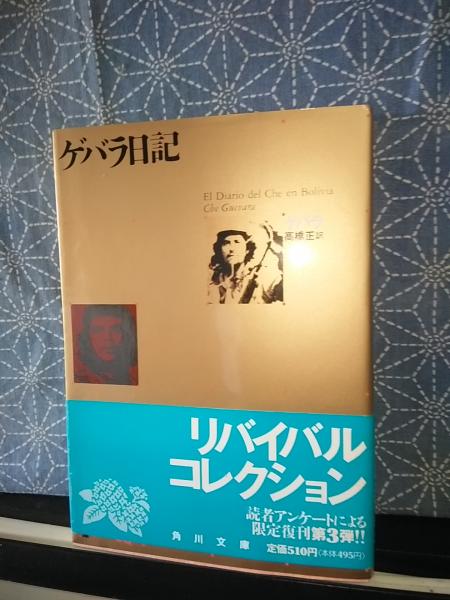 ゲバラ日記
El Diario del Che en Bolivia
Che Guevara
ゲバラ
高橋正訳
リバイバル
コレクション
読者アンケートによる
限定復刊第3弾!!
角川文庫
定価510円(本体495円)